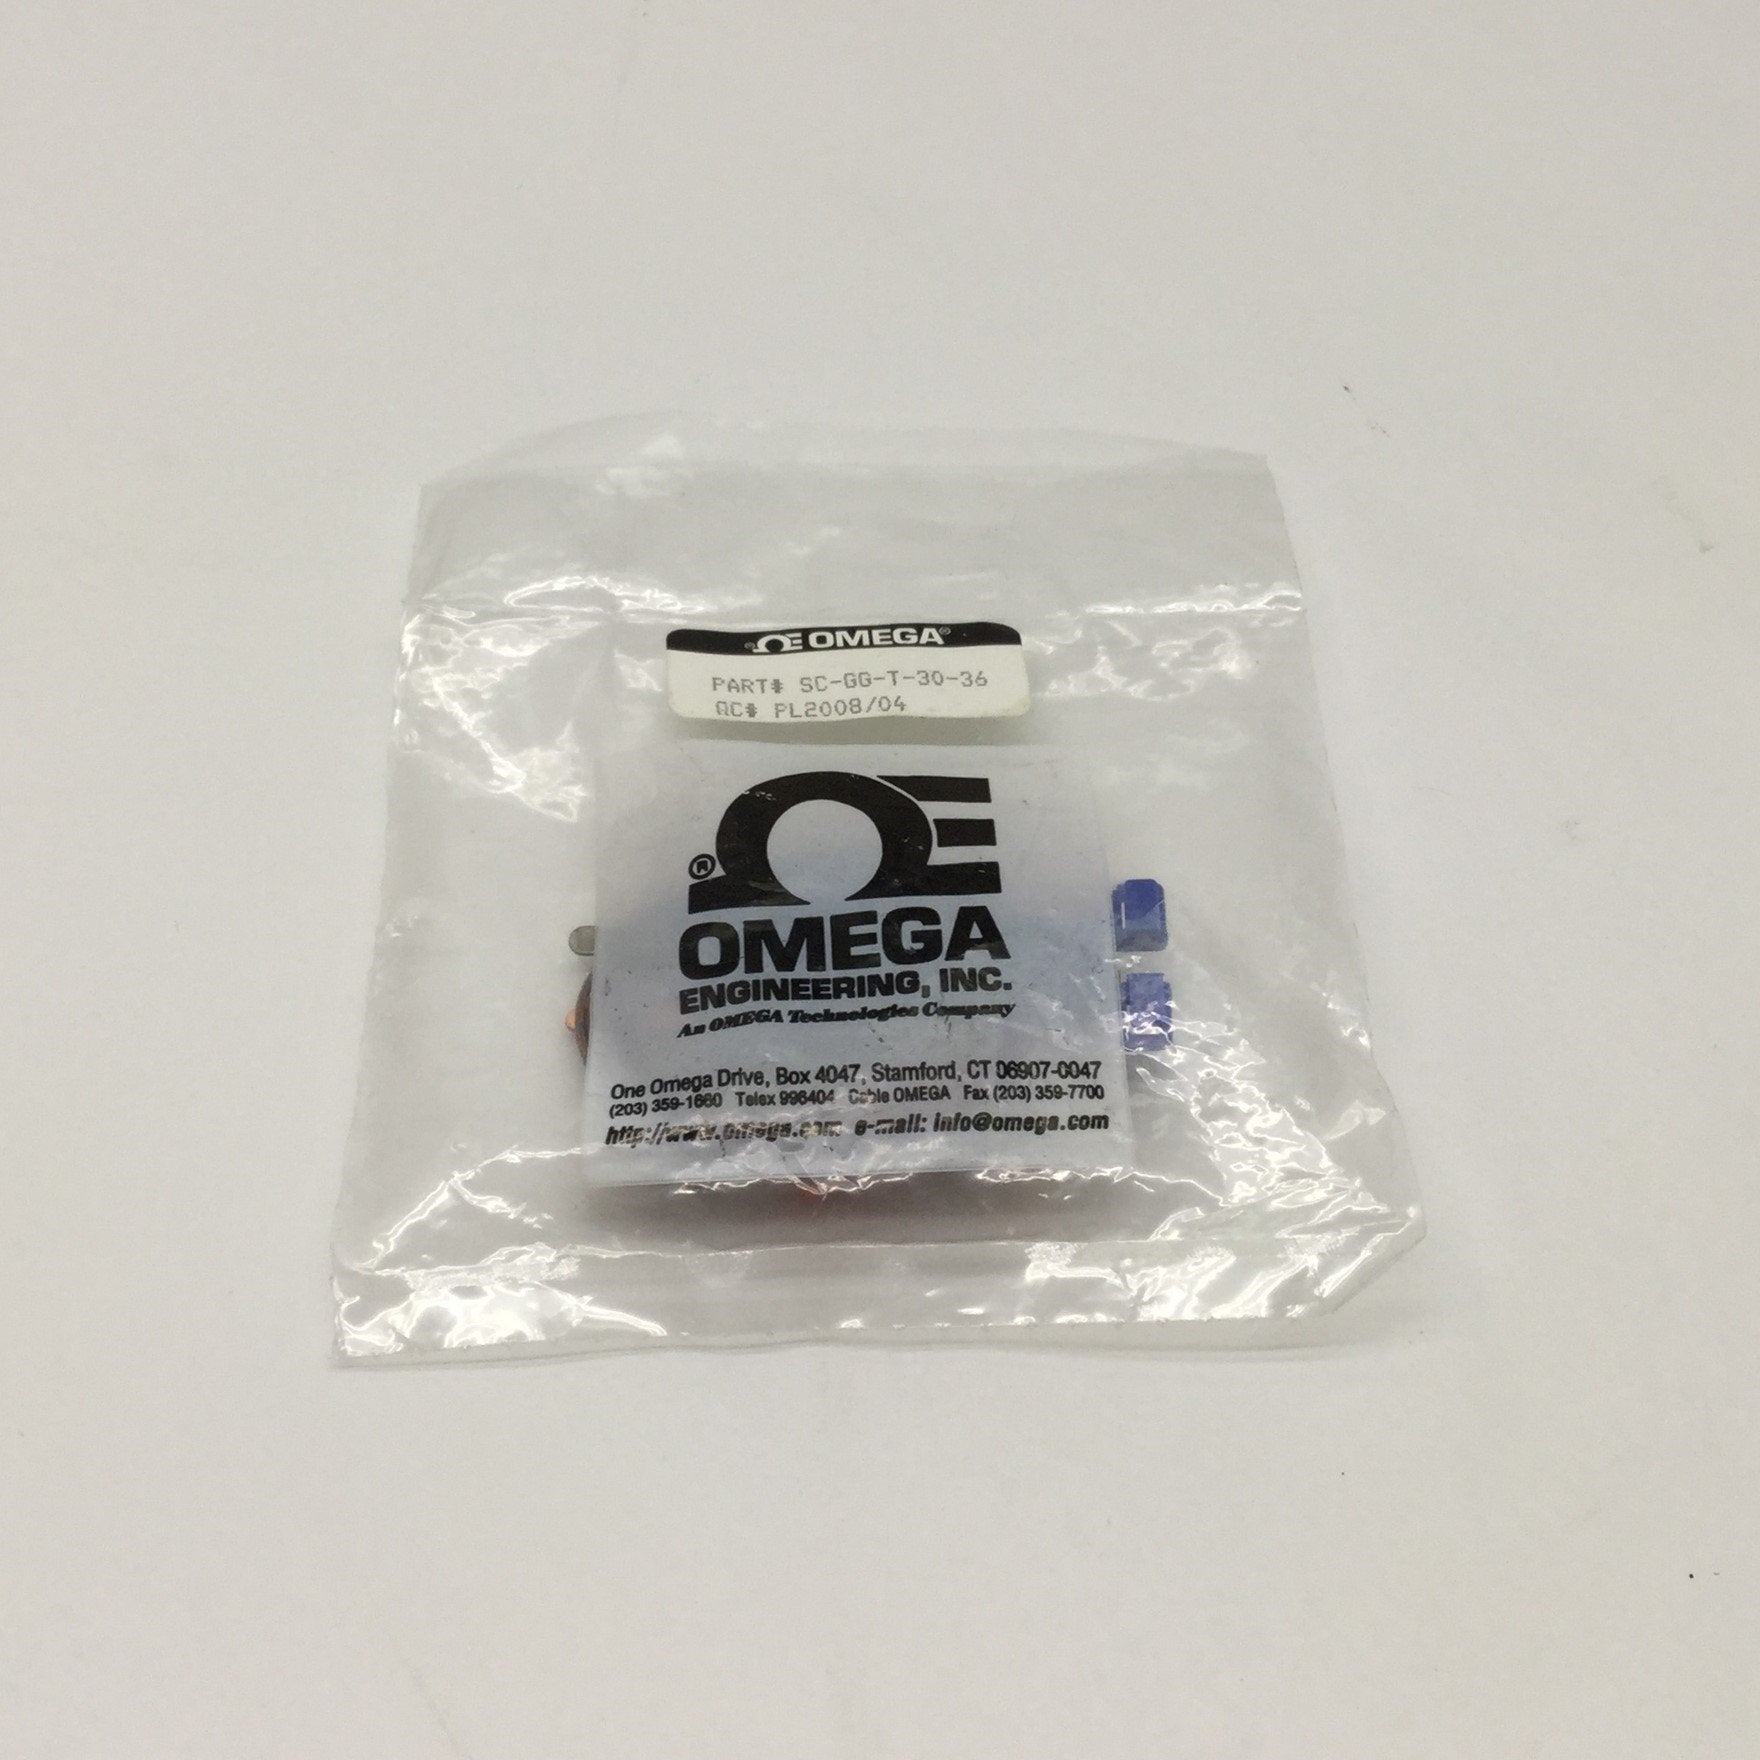 ΩE OMEGA®
PART# SC-GG-T-30-36
QC# PL2008/04
®
ΩE
OMEGA
ENGINEERING, INC.
An OMEGA Technologies Company
One Omega Drive, Box 4047, Stamford, CT 06907-0047
(203) 359-1660 Telex 996404 Cable OMEGA Fax (203) 359-7700
http://www.omega.com e-mail: info@omega.com